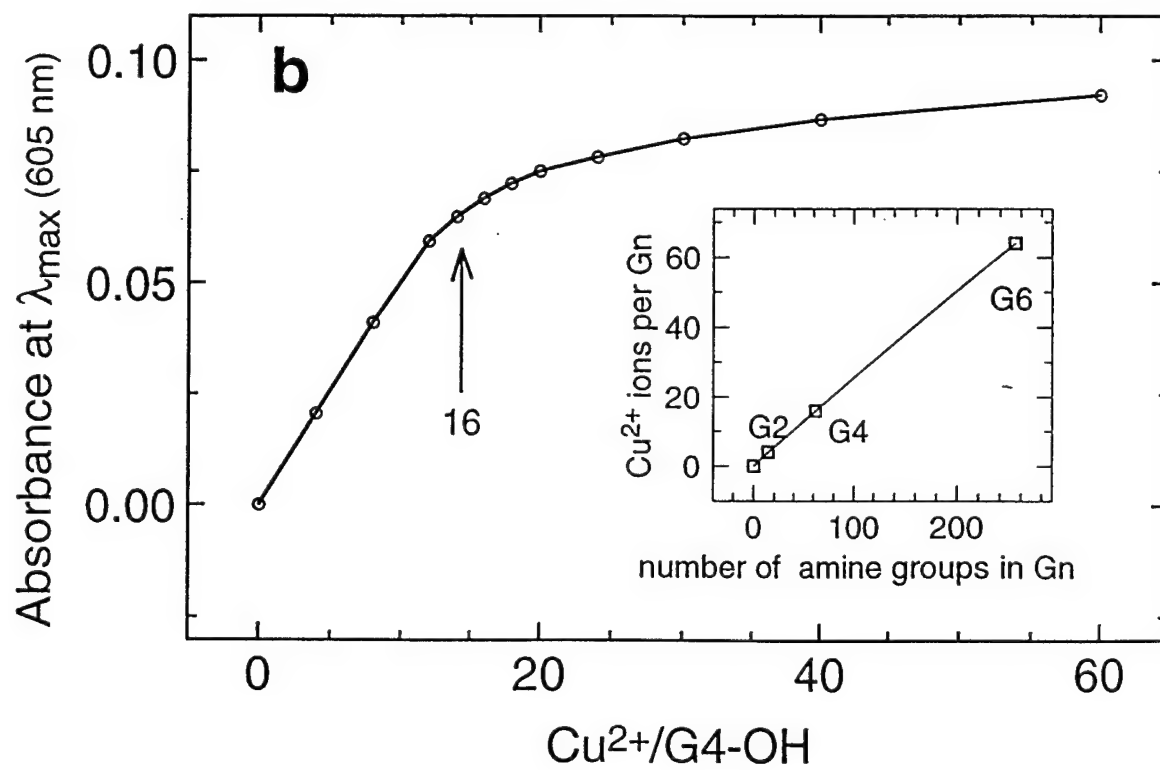 b
Absorbance at λmax (605 nm)
0.10
0.05
0.00
16
0
20
40
60
Cu2+/G4-OH
Cu2+ ions per Gn
60
40
20
0
G2
G4
G6
0
100
200
number of amine groups in Gn